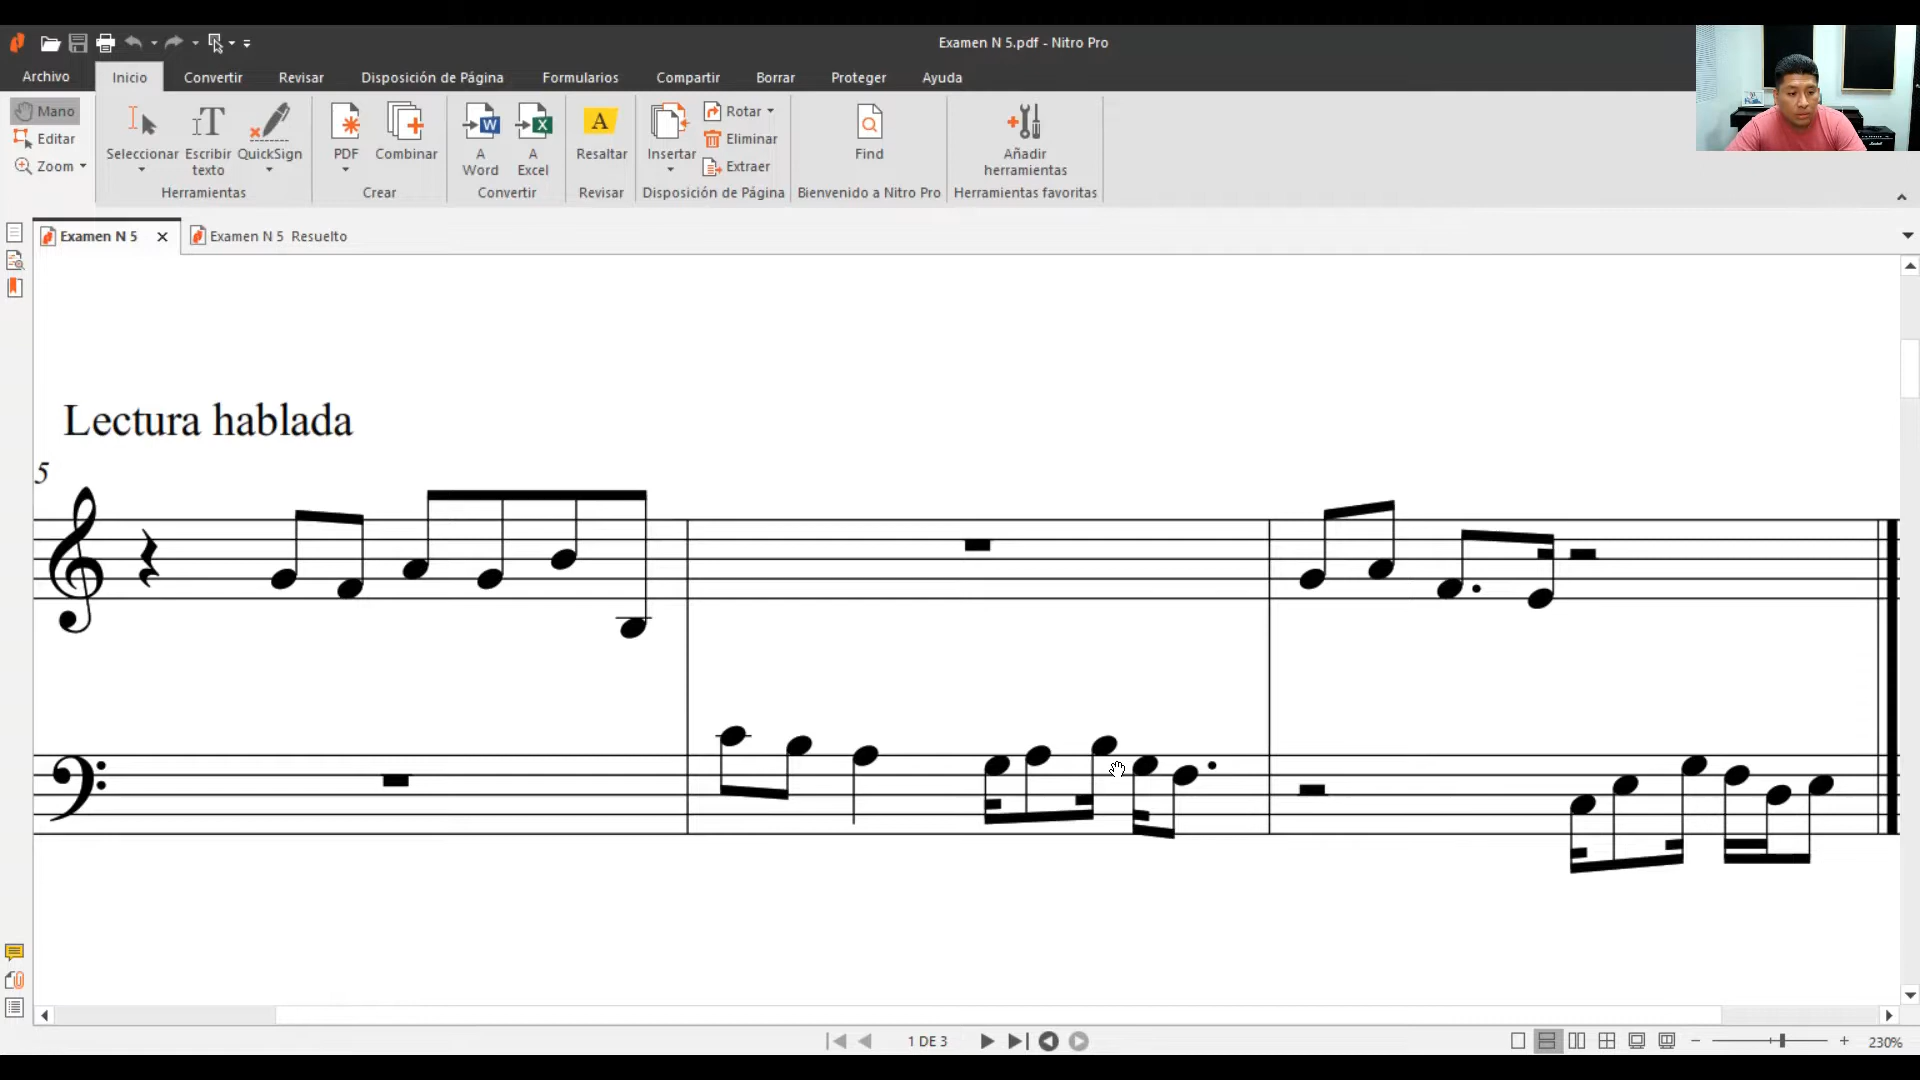 Examen N 5.pdf - Nitro Pro
Archivo Inicio Convertir Revisar Disposición de Página Formularios Compartir Borrar Proteger Ayuda
Mano
Editar
Zoom
Seleccionar
Escribir texto
QuickSign
Herramientas
PDF
Combinar
Crear
A Word
A Excel
Convertir
A
Resaltar
Revisar
Insertar
Rotar
Eliminar
Extraer
Disposición de Página
Find
Bienvenido a Nitro Pro
Añadir herramientas
Herramientas favoritas
Examen N 5
Examen N 5 Resuelto
Lectura hablada
5
1 DE 3
230%